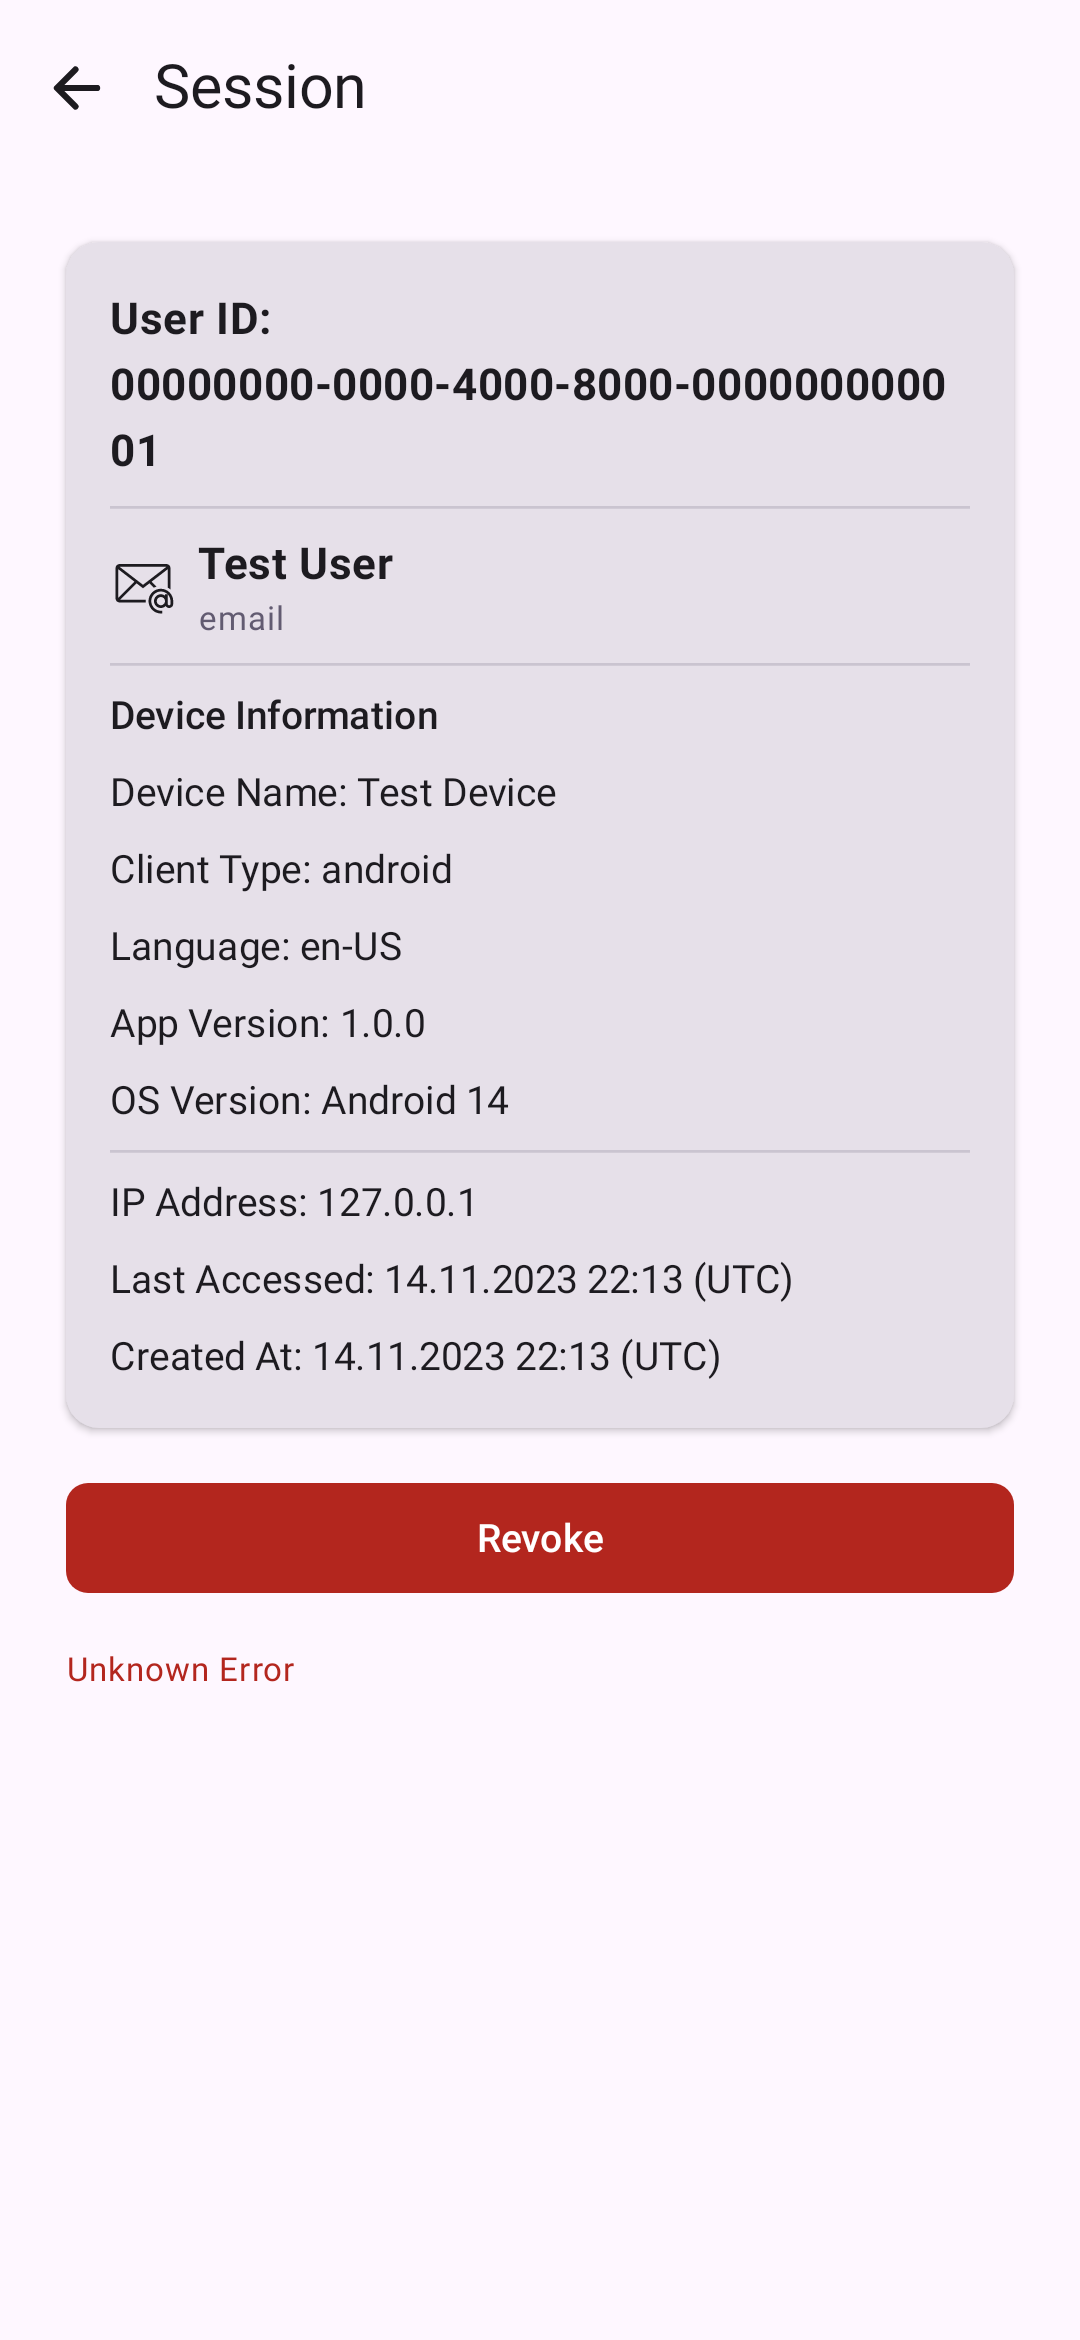 Session
User ID:
00000000-0000-4000-8000-0000000000
01
Test User
email
Device Information
Device Name: Test Device
Client Type: android
Language: en-US
App Version: 1.0.0
OS Version: Android 14
IP Address: 127.0.0.1
Last Accessed: 14.11.2023 22:13 (UTC)
Created At: 14.11.2023 22:13 (UTC)
Revoke
Unknown Error